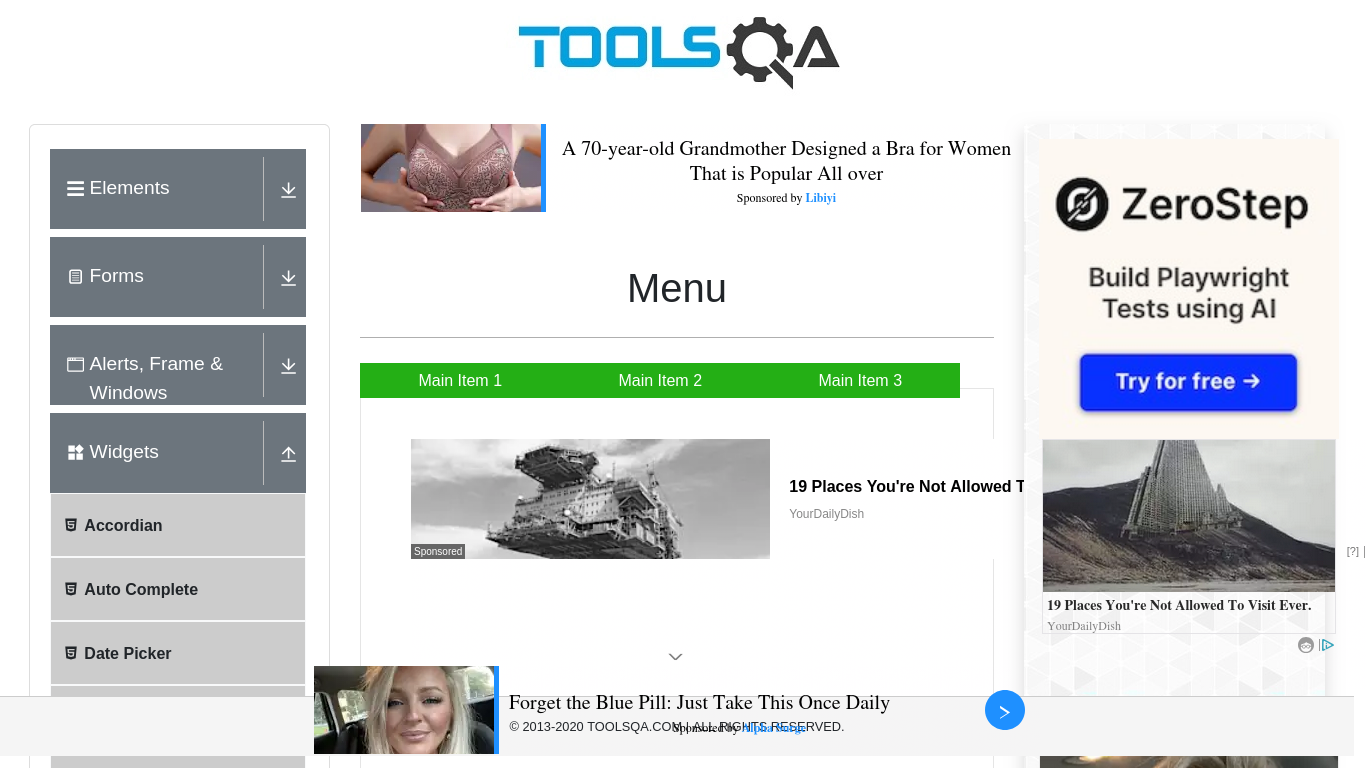 TOOLSQA
Elements
Forms
Alerts, Frame &
Windows
Widgets
Accordian
Auto Complete
Date Picker
A 70-year-old Grandmother Designed a Bra for Women
That is Popular All over
Sponsored by Libiyi
Menu
Main Item 1
Main Item 2
Main Item 3
Sponsored
19 Places You're Not Allowed T
YourDailyDish
ZeroStep
Build Playwright
Tests using AI
Try for free →
19 Places You're Not Allowed To Visit Ever.
YourDailyDish
[?]
Forget the Blue Pill: Just Take This Once Daily
© 2013-2020 TOOLSQA.COM | ALL RIGHTS RESERVED.
Sponsored by